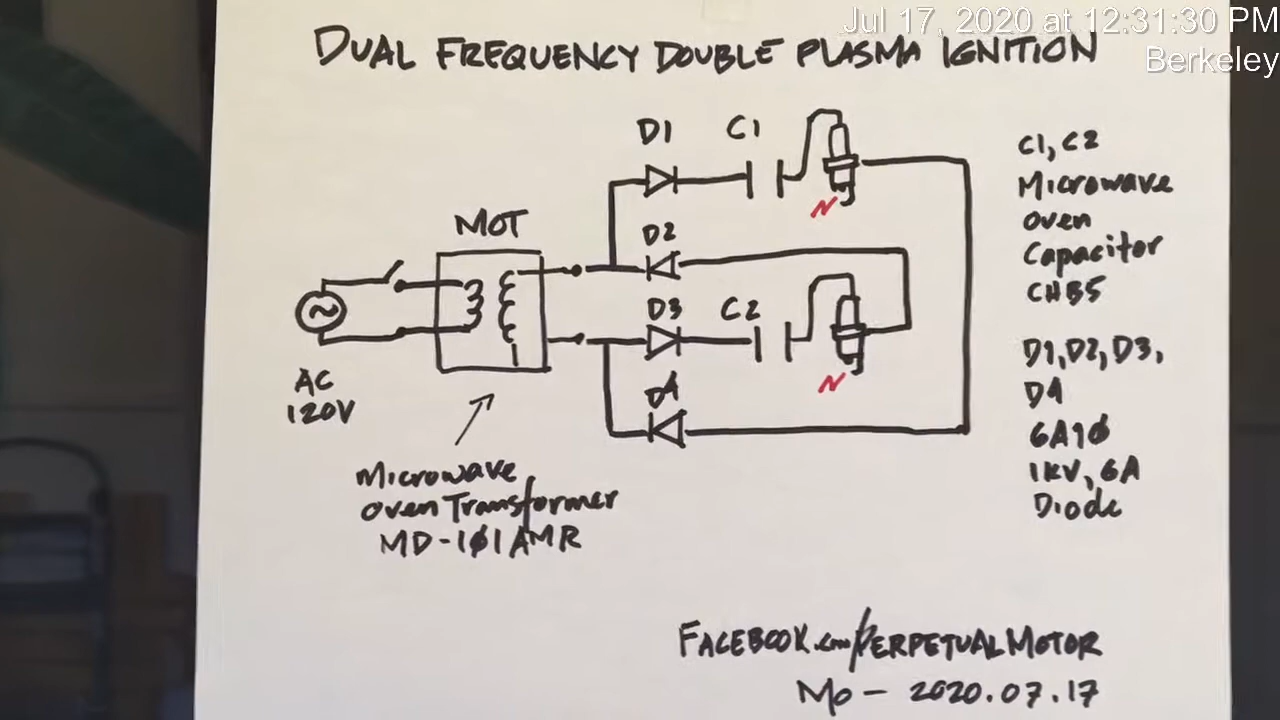 Jul 17, 2020 at 12:31:30 PM
Berkeley
DUAL FREQUENCY DOUBLE PLASMA IGNITION
D1
C1
MOT
D2
D3
C2
D4
AC
120V
Microwave
Oven Transformer
MD-101AMR
C1, C2
Microwave
Oven
Capacitor
CH85
D1, D2, D3,
D4
6A10
1kV, 6A
Diode
FACEBOOK.com/PERPETUALMOTOR
Mo - 2020.07.17